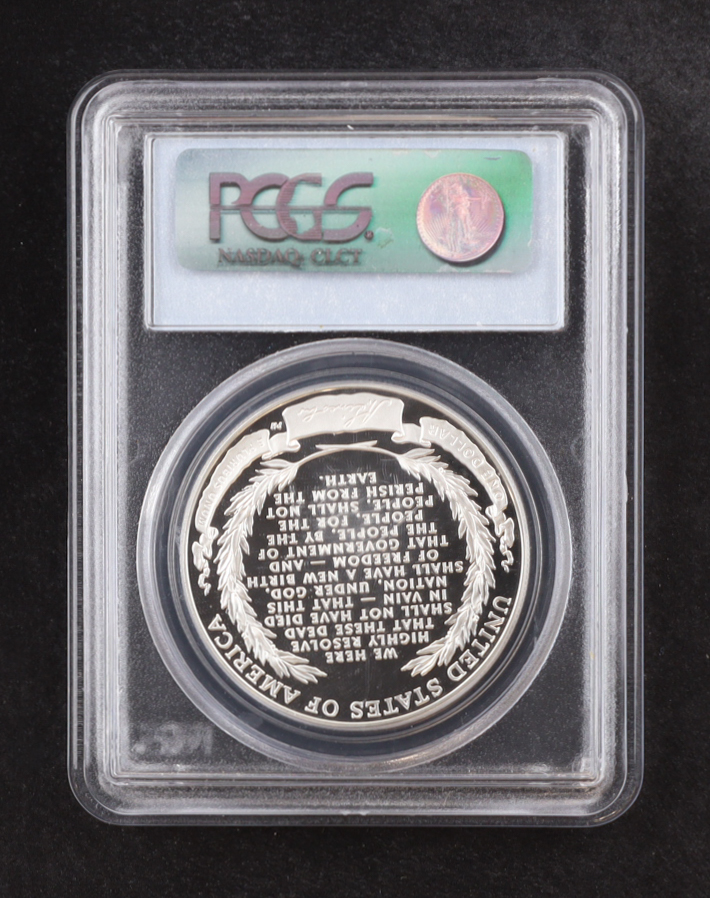 PCGS.
NASDAQ: CLCT
UNITED STATES OF AMERICA
WE HERE
HIGHLY RESOLVE
THAT THESE DEAD
SHALL NOT HAVE DIED
IN VAIN — THAT THIS
NATION, UNDER GOD,
SHALL HAVE A NEW BIRTH
OF FREEDOM — AND
THAT GOVERNMENT OF
THE PEOPLE, BY THE
PEOPLE, FOR THE
PEOPLE, SHALL NOT
PERISH FROM THE
EARTH.
ONE DOLLAR
A. Lincoln
PCGS